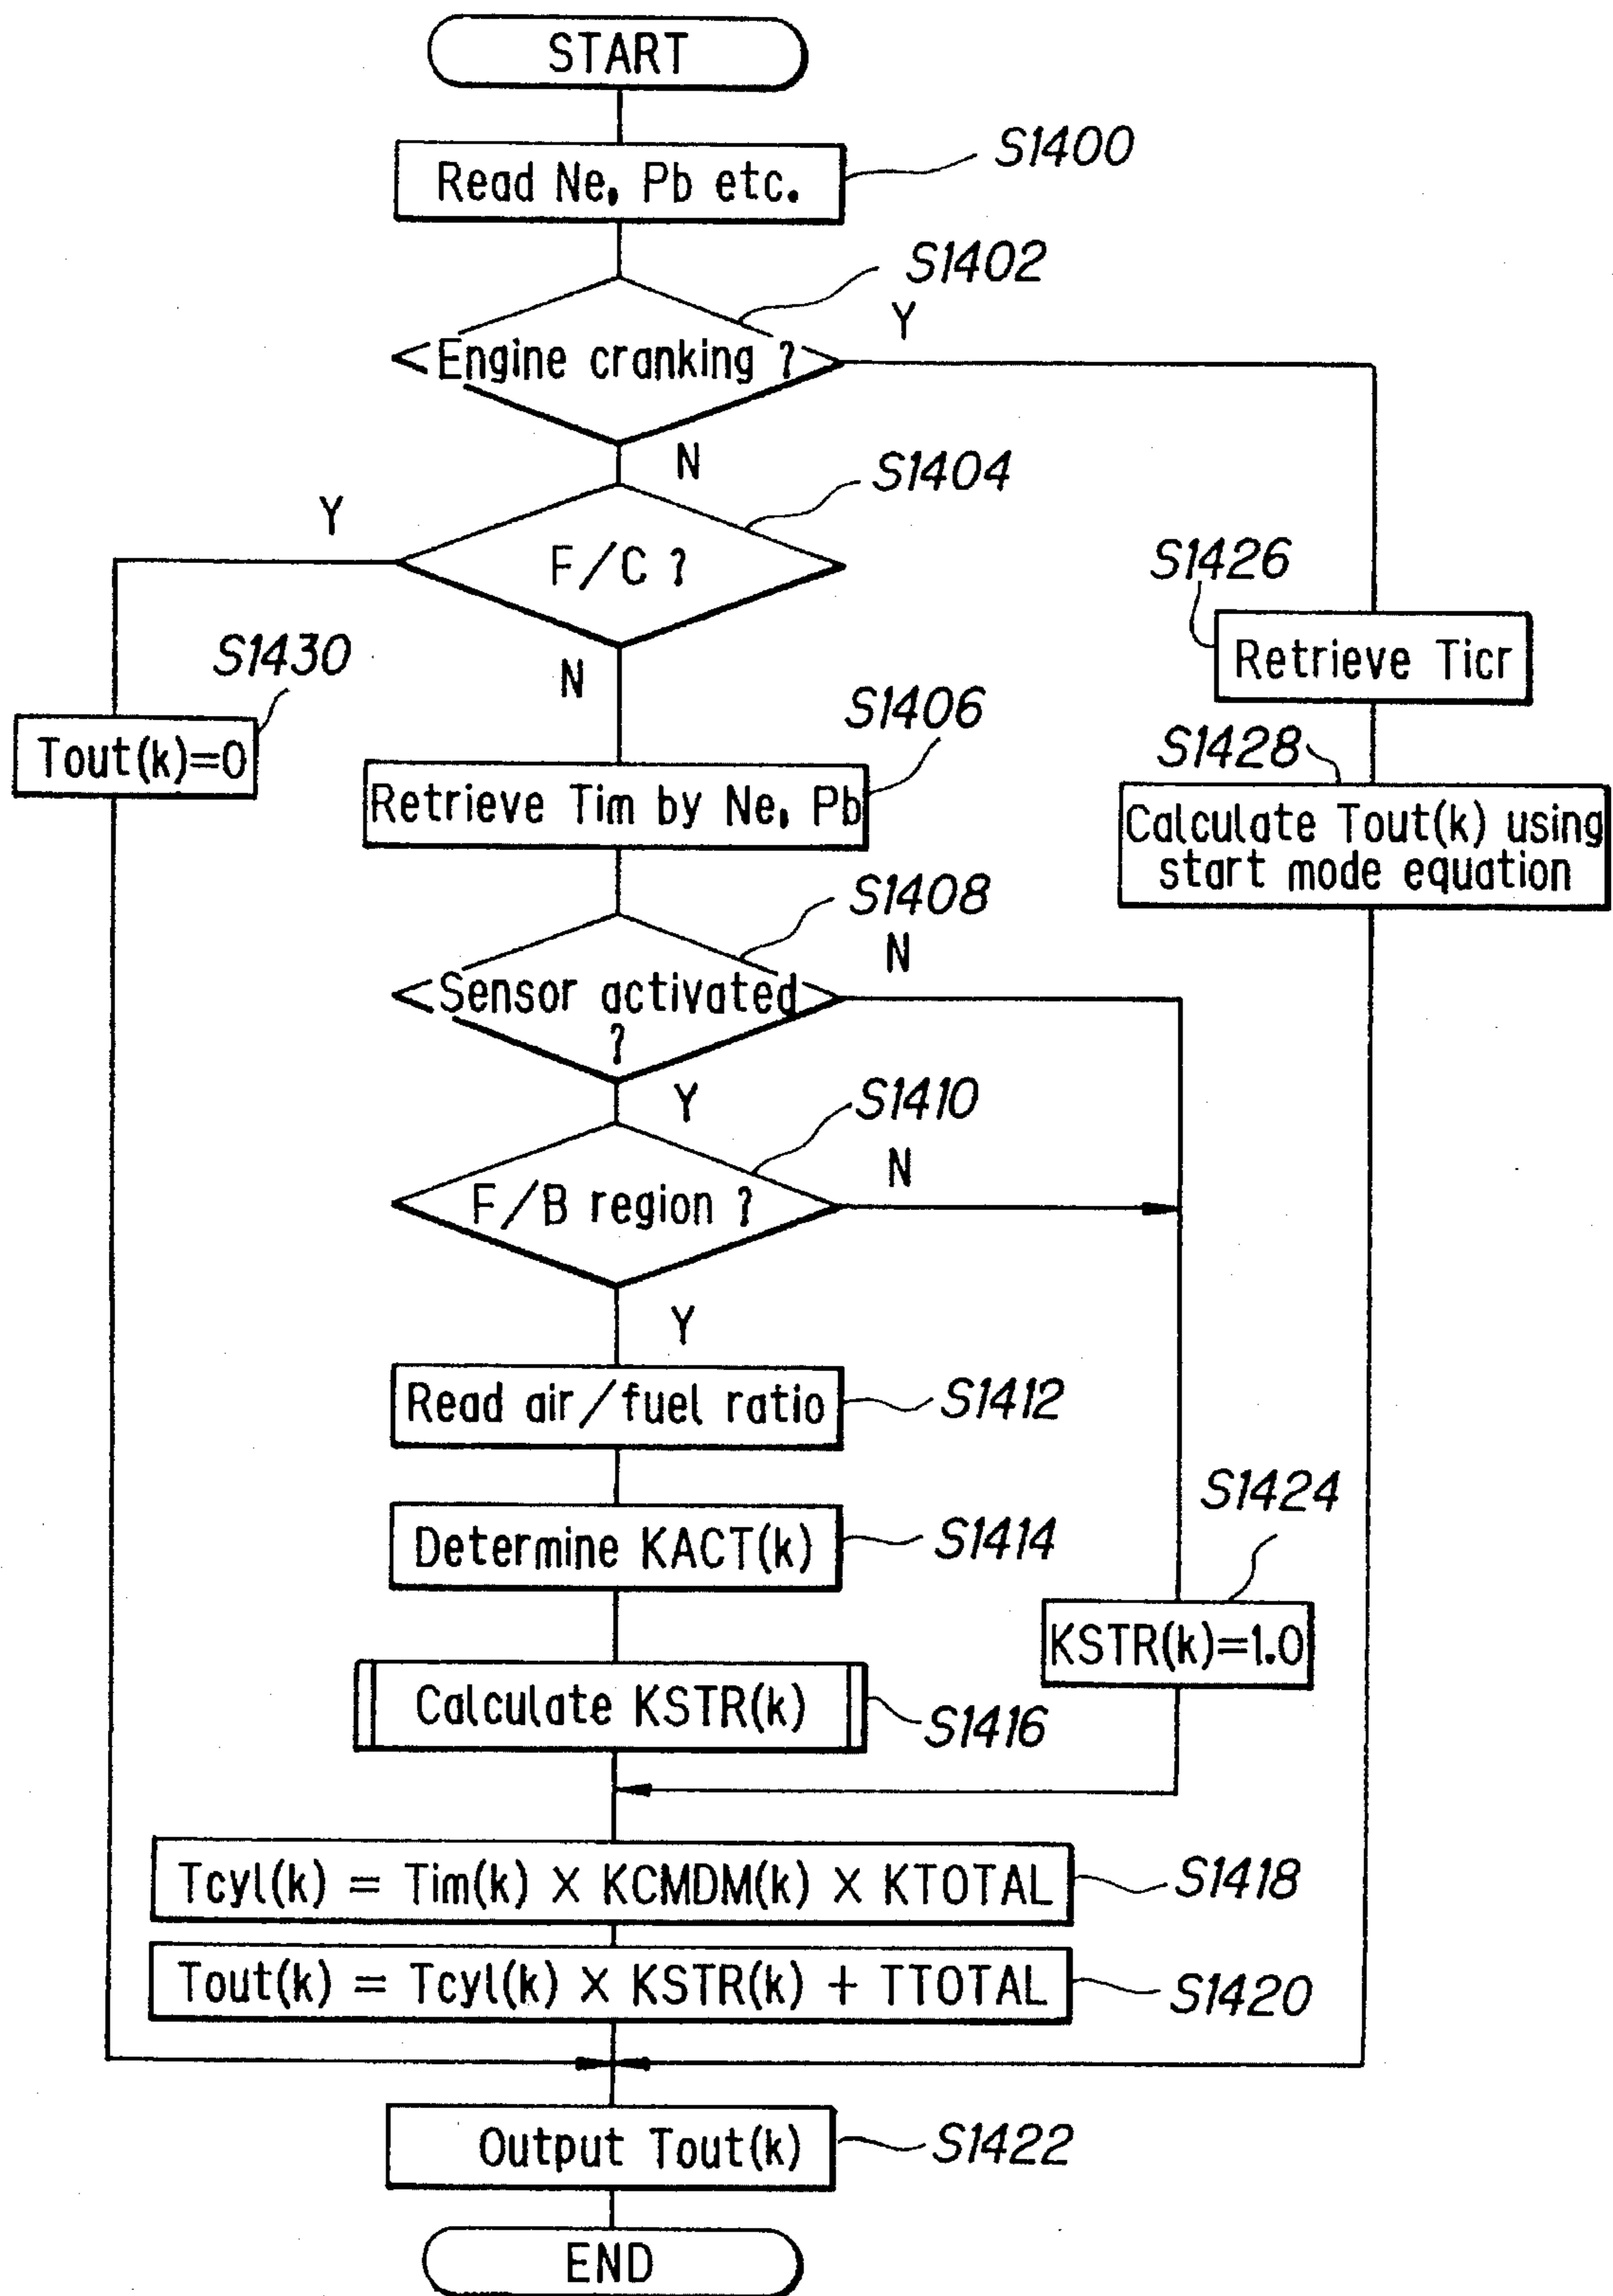 START
Read Ne, Pb etc.
S1400
S1402
Engine cranking ?
Y
N
S1404
Y
F/C ?
N
S1426
Retrieve Ticr
S1430
Tout(k)=0
S1406
Retrieve Tim by Ne, Pb
S1428
Calculate Tout(k) using
start mode equation
S1408
Sensor activated
?
N
Y
S1410
F/B region ?
N
Y
Read air/fuel ratio
S1412
Determine KACT(k)
S1414
S1424
KSTR(k)=1.0
Calculate KSTR(k)
S1416
Tcyl(k) = Tim(k) X KCMDM(k) X KTOTAL
S1418
Tout(k) = Tcyl(k) X KSTR(k) + TTOTAL
S1420
Output Tout(k)
S1422
END